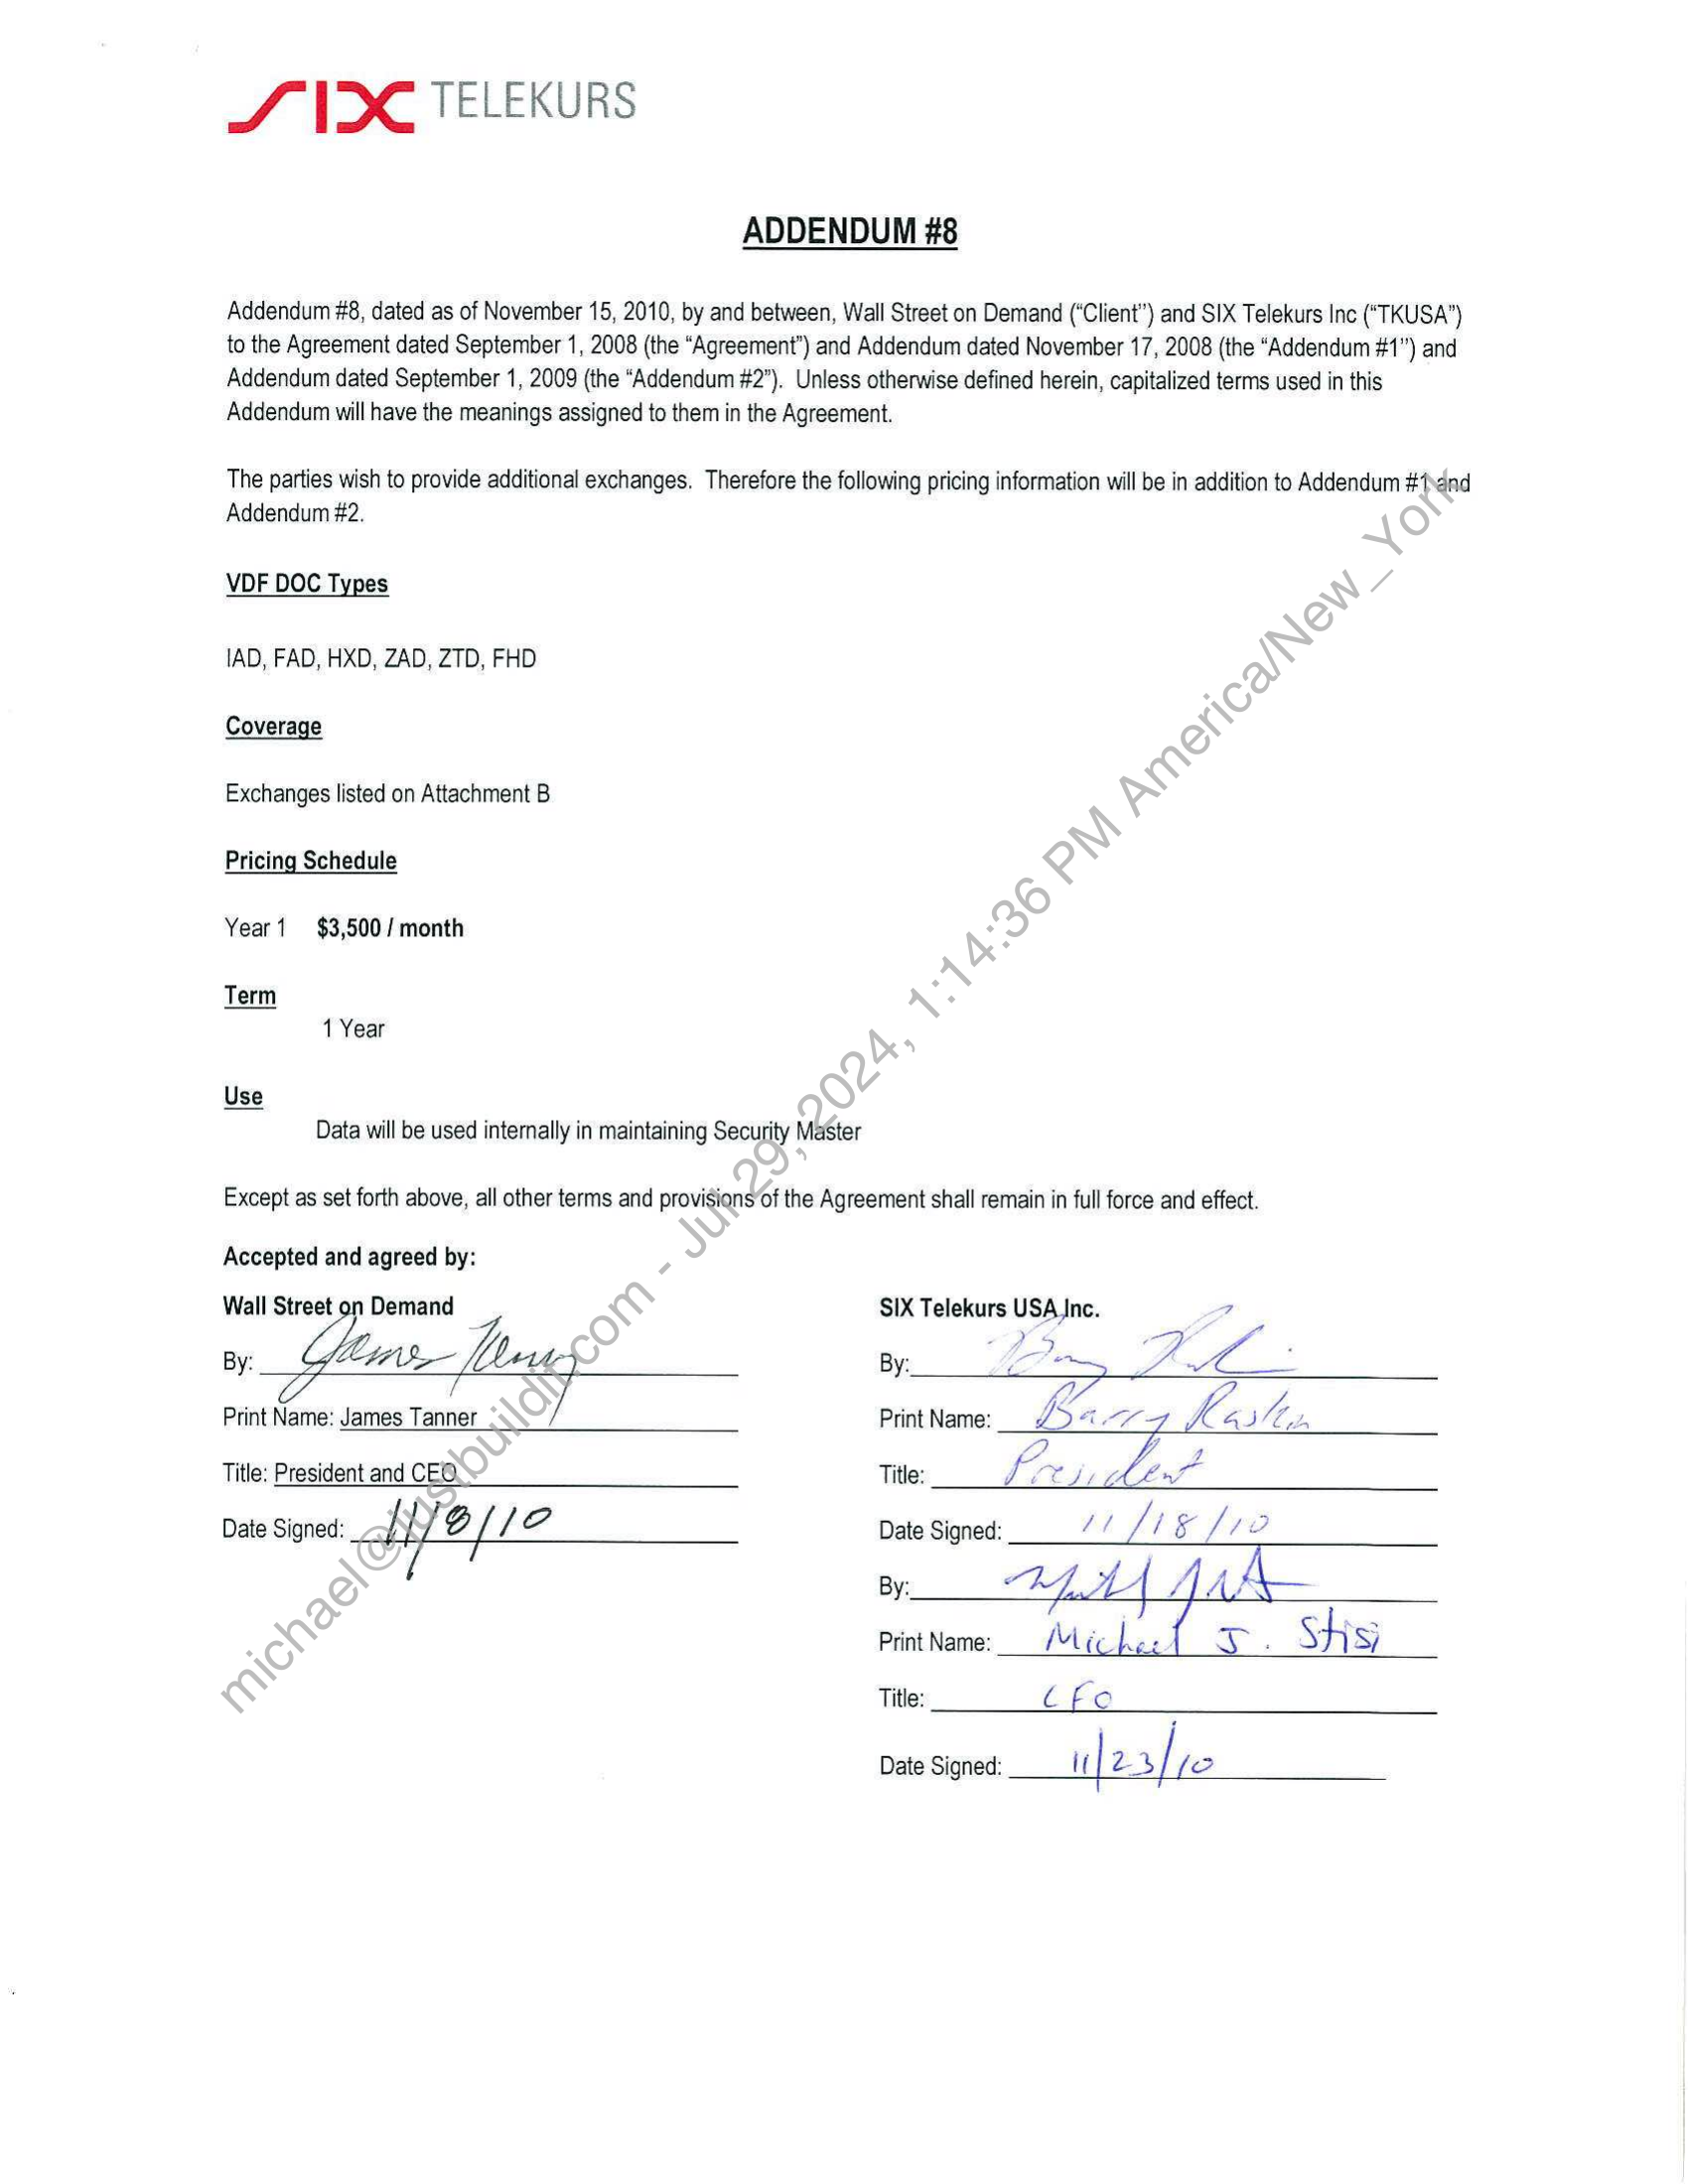 SIX TELEKURS
ADDENDUM #8
Addendum #8, dated as of November 15, 2010, by and between, Wall Street on Demand (“Client”) and SIX Telekurs Inc (“TKUSA”)
to the Agreement dated September 1, 2008 (the “Agreement”) and Addendum dated November 17, 2008 (the “Addendum #1”) and
Addendum dated September 1, 2009 (the “Addendum #2”). Unless otherwise defined herein, capitalized terms used in this
Addendum will have the meanings assigned to them in the Agreement.
The parties wish to provide additional exchanges. Therefore the following pricing information will be in addition to Addendum #1 and
Addendum #2.
VDF DOC Types
IAD, FAD, HXD, ZAD, ZTD, FHD
Coverage
Exchanges listed on Attachment B
Pricing Schedule
Year 1 $3,500 / month
Term
1 Year
Use
Data will be used internally in maintaining Security Master
Except as set forth above, all other terms and provisions of the Agreement shall remain in full force and effect.
Accepted and agreed by:
Wall Street on Demand
By: James
Print Name: James Tanner
Title: President and CEO
Date Signed: 11/8/10
SIX Telekurs USA Inc.
By:
Print Name: Barry Raskin
Title: President
Date Signed: 11/18/10
By:
Print Name: Michael J. Stisi
Title: CFO
Date Signed: 11/23/10
michael@justbuildit.com - Jul 29, 2024, 1:14:36 PM America/New_York